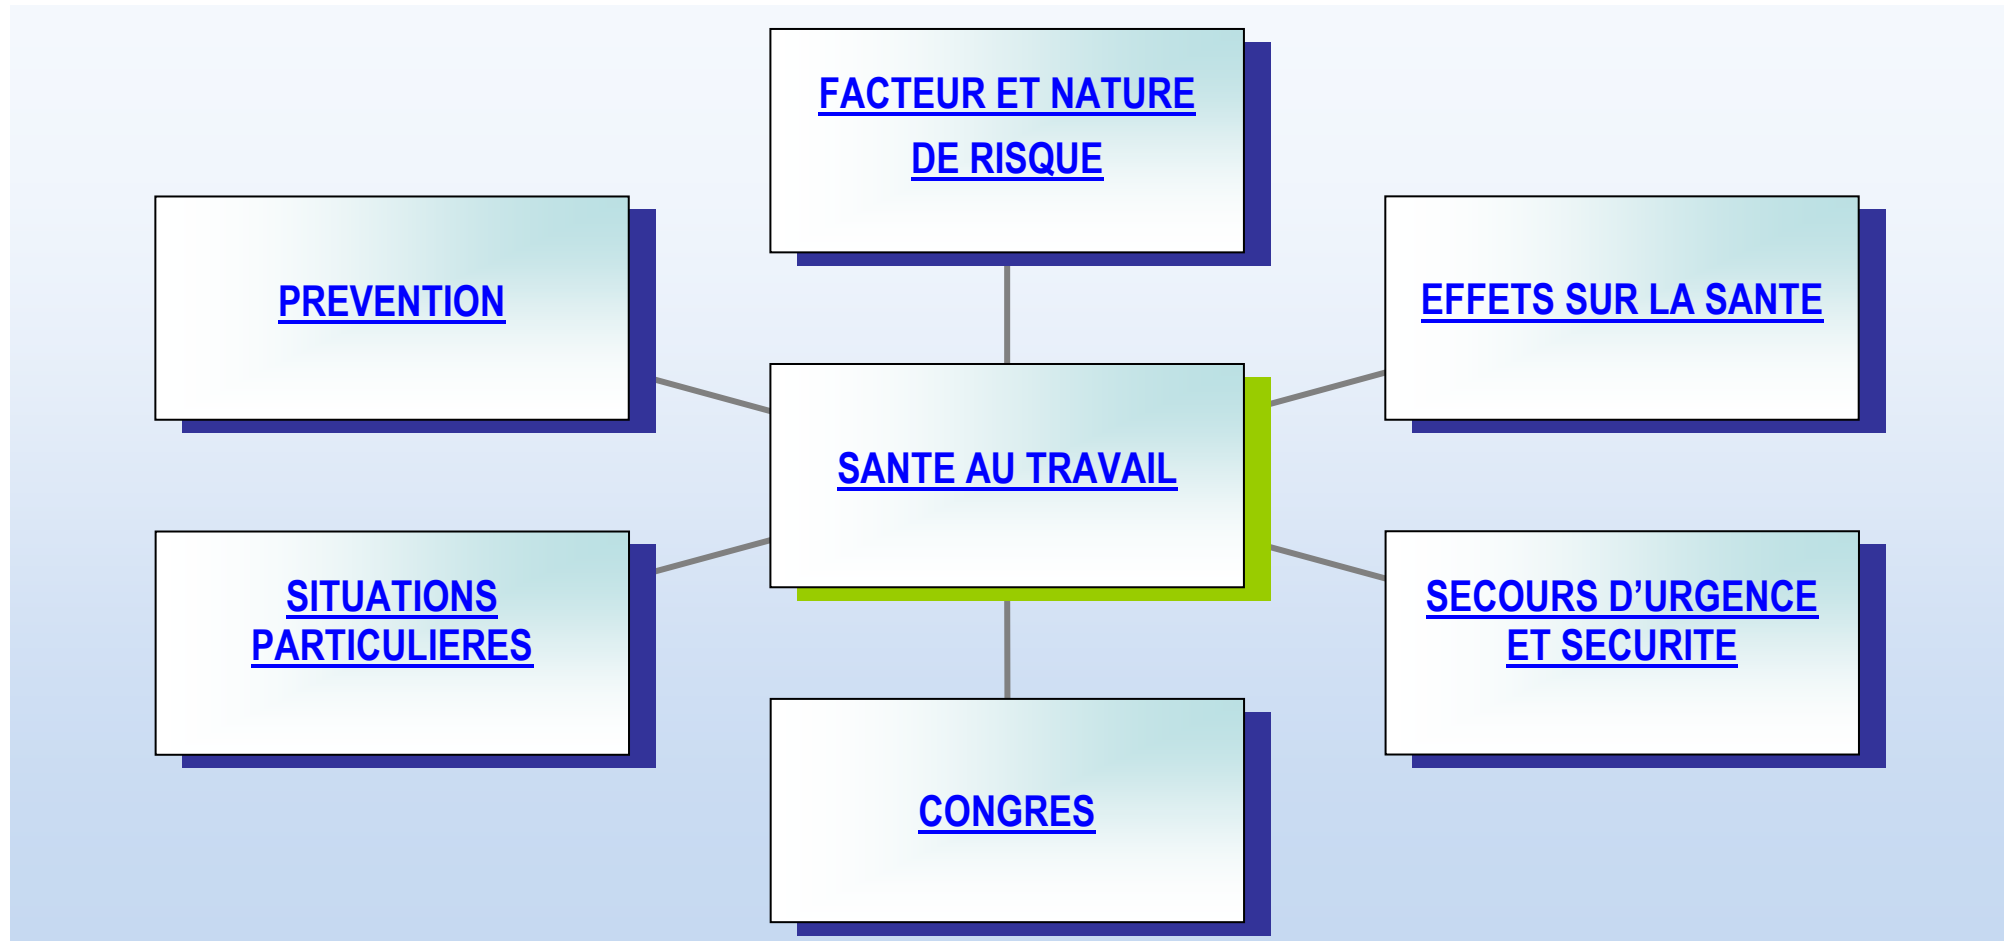 FACTEUR ET NATURE
DE RISQUE
PREVENTION
EFFETS SUR LA SANTE
SANTE AU TRAVAIL
SITUATIONS
PARTICULIERES
SECOURS D’URGENCE
ET SECURITE
CONGRES